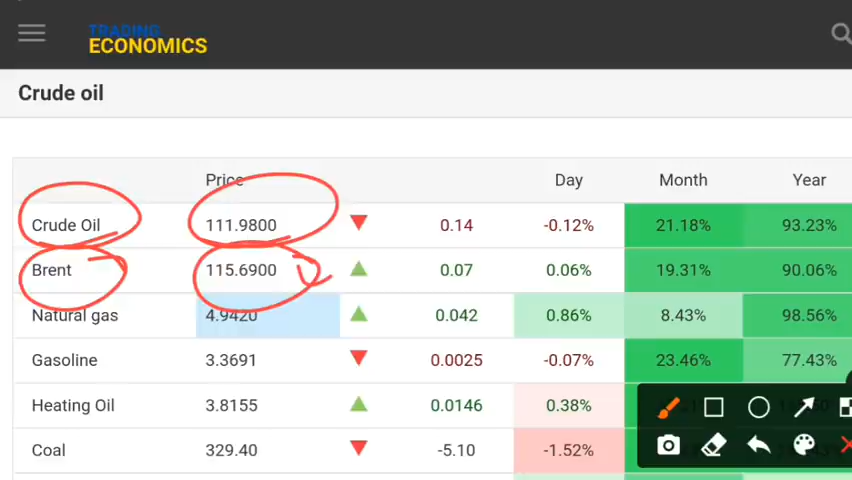 TRADING
ECONOMICS
Crude oil
Price Day Month Year
Crude Oil 111.9800 0.14 -0.12% 21.18% 93.23%
Brent 115.6900 0.07 0.06% 19.31% 90.06%
Natural gas 4.9420 0.042 0.86% 8.43% 98.56%
Gasoline 3.3691 0.0025 -0.07% 23.46% 77.43%
Heating Oil 3.8155 0.0146 0.38%
Coal 329.40 -5.10 -1.52%